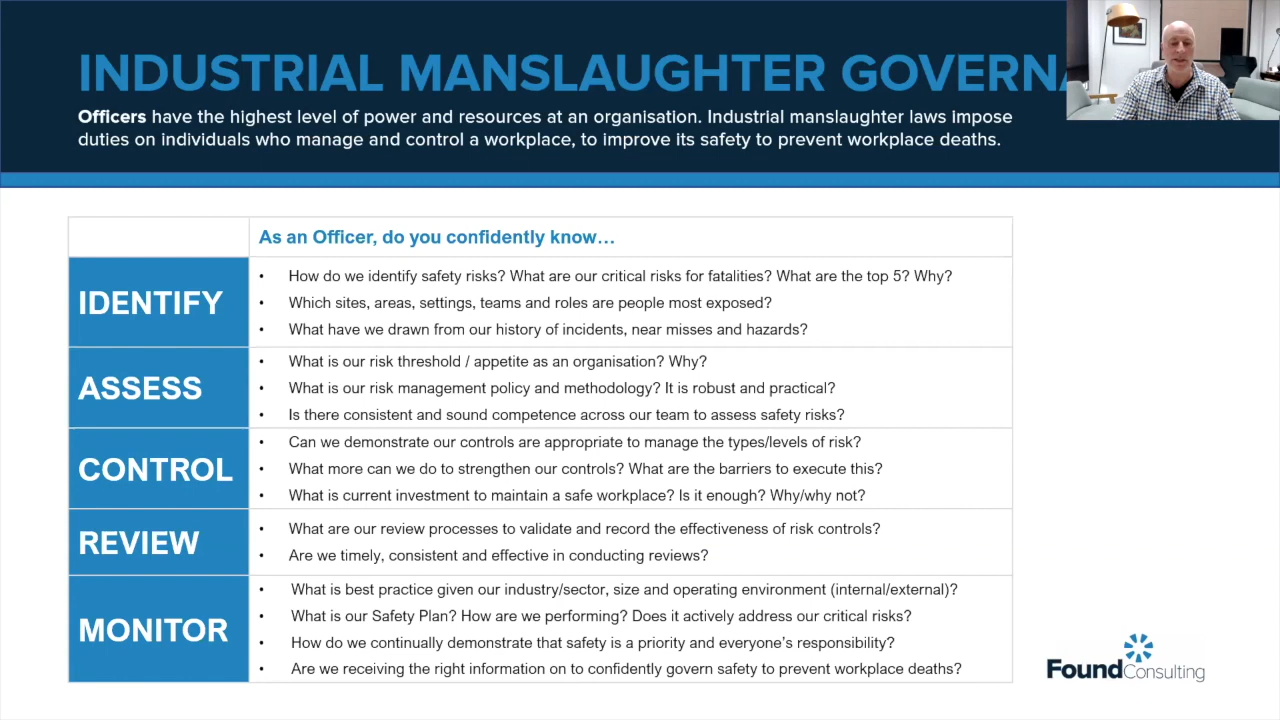 INDUSTRIAL MANSLAUGHTER GOVERNA
Officers have the highest level of power and resources at an organisation. Industrial manslaughter laws impose
duties on individuals who manage and control a workplace, to improve its safety to prevent workplace deaths.
As an Officer, do you confidently know…
IDENTIFY
• How do we identify safety risks? What are our critical risks for fatalities? What are the top 5? Why?
• Which sites, areas, settings, teams and roles are people most exposed?
• What have we drawn from our history of incidents, near misses and hazards?
ASSESS
• What is our risk threshold / appetite as an organisation? Why?
• What is our risk management policy and methodology? It is robust and practical?
• Is there consistent and sound competence across our team to assess safety risks?
CONTROL
• Can we demonstrate our controls are appropriate to manage the types/levels of risk?
• What more can we do to strengthen our controls? What are the barriers to execute this?
• What is current investment to maintain a safe workplace? Is it enough? Why/why not?
REVIEW
• What are our review processes to validate and record the effectiveness of risk controls?
• Are we timely, consistent and effective in conducting reviews?
MONITOR
• What is best practice given our industry/sector, size and operating environment (internal/external)?
• What is our Safety Plan? How are we performing? Does it actively address our critical risks?
• How do we continually demonstrate that safety is a priority and everyone's responsibility?
• Are we receiving the right information on to confidently govern safety to prevent workplace deaths?
FoundConsulting